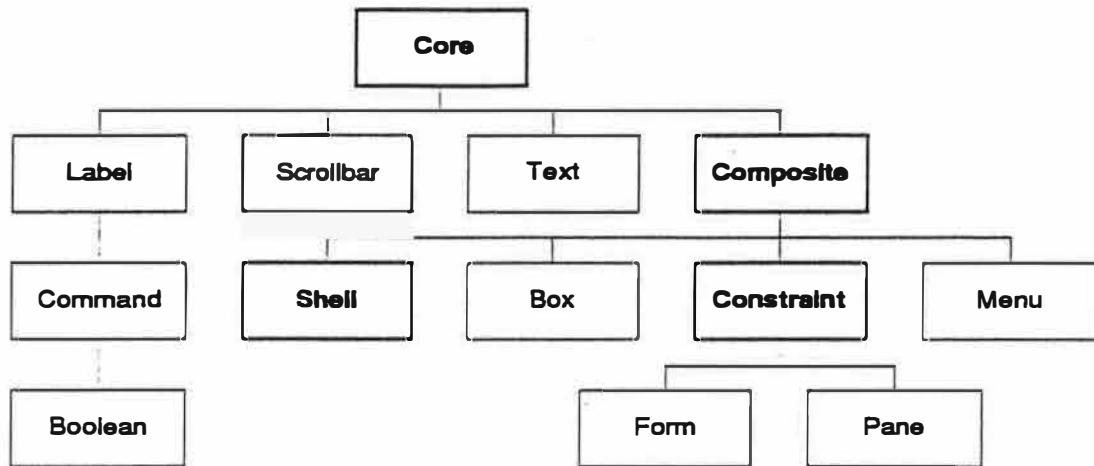 Core
Label
Scrollbar
Text
Composite
Command
Shell
Box
Constraint
Menu
Boolean
Form
Pane